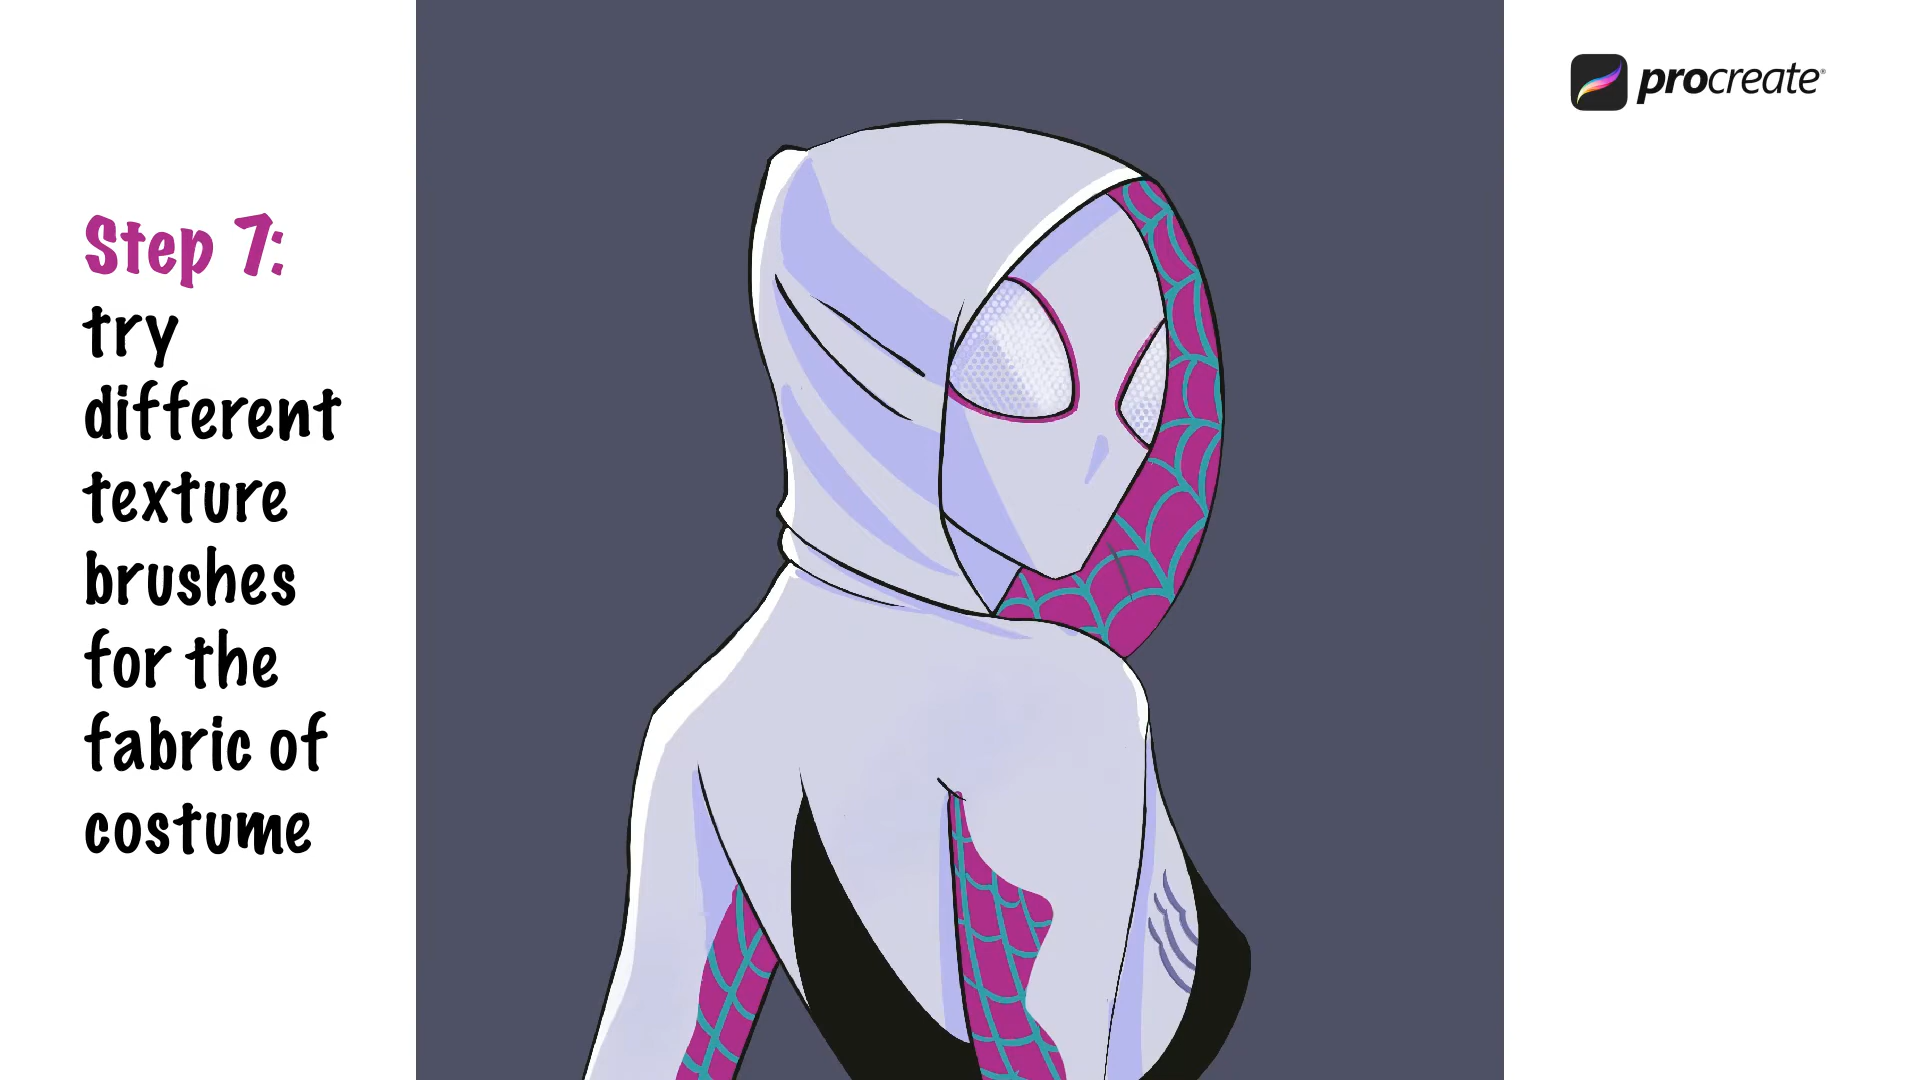 Step 7:
try
different
texture
brushes
for the
fabric of
costume
procreate®